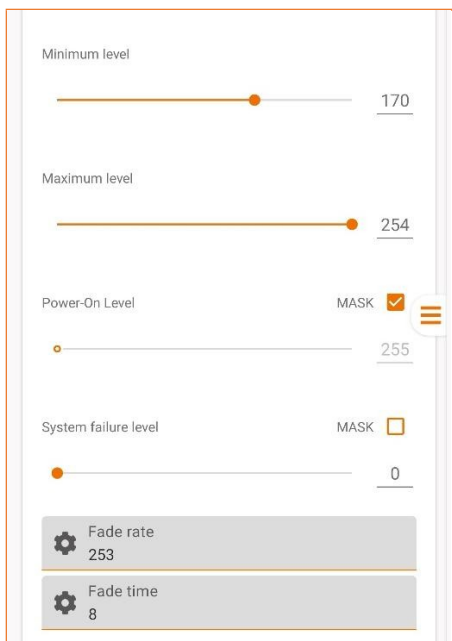 Minimum level
170
Maximum level
254
Power-On Level MASK
255
System failure level MASK
0
Fade rate
253
Fade time
8